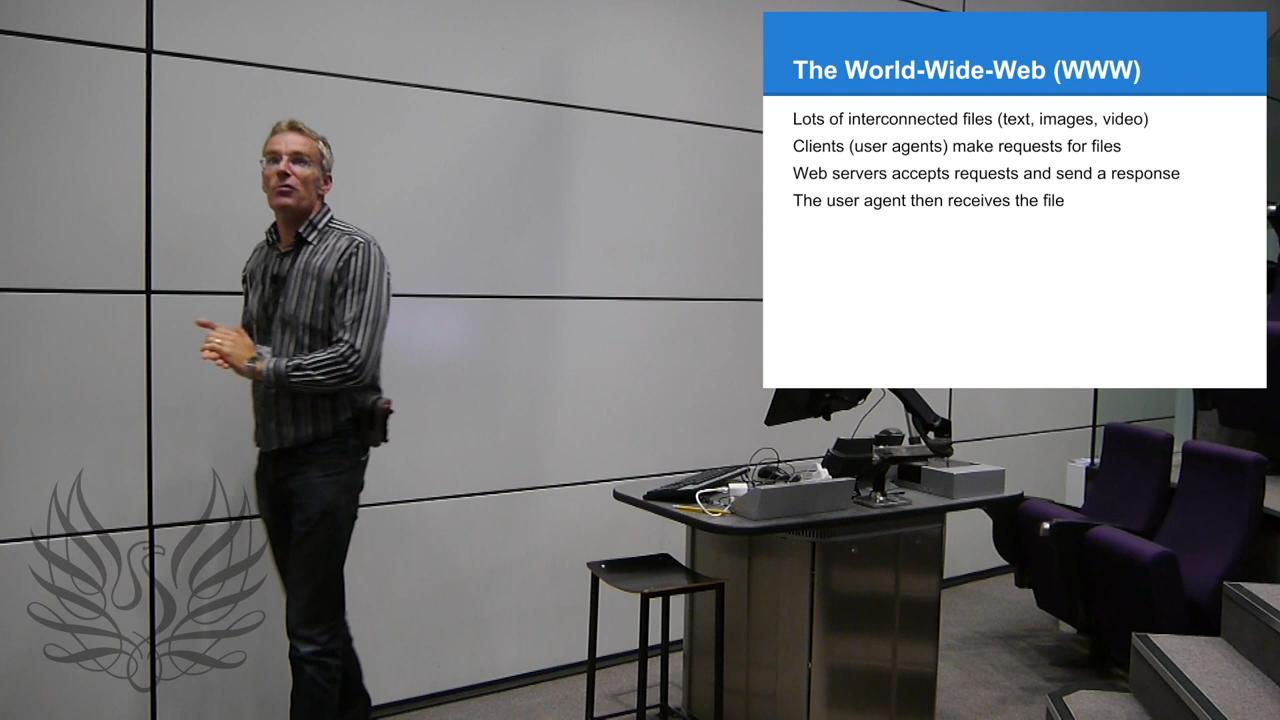 The World-Wide-Web (WWW)
Lots of interconnected files (text, images, video)
Clients (user agents) make requests for files
Web servers accepts requests and send a response
The user agent then receives the file